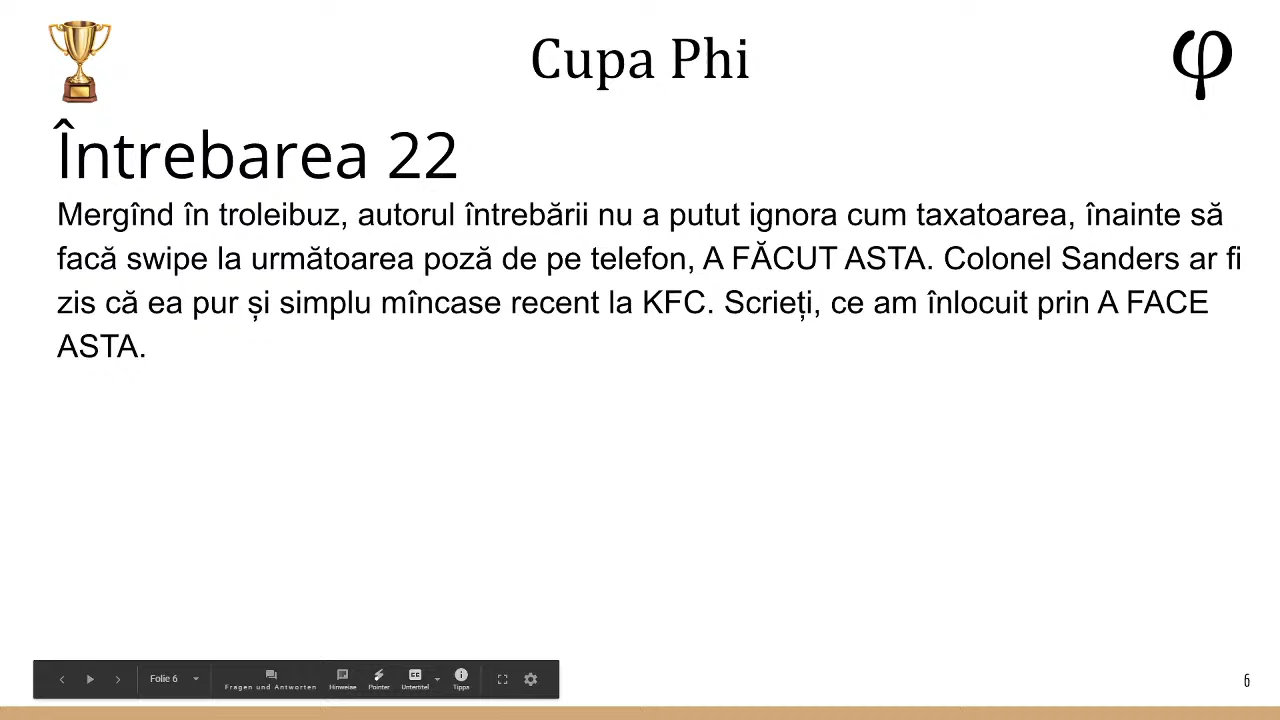 Cupa Phi
φ
Întrebarea 22
Mergînd în troleibuz, autorul întrebării nu a putut ignora cum taxatoarea, înainte să
facă swipe la următoarea poză de pe telefon, A FĂCUT ASTA. Colonel Sanders ar fi
zis că ea pur și simplu mîncase recent la KFC. Scrieți, ce am înlocuit prin A FACE
ASTA.
Folie 6
Fragen und Antworten
Hinweise
Pointer
CC
Untertitel
Tipps
6